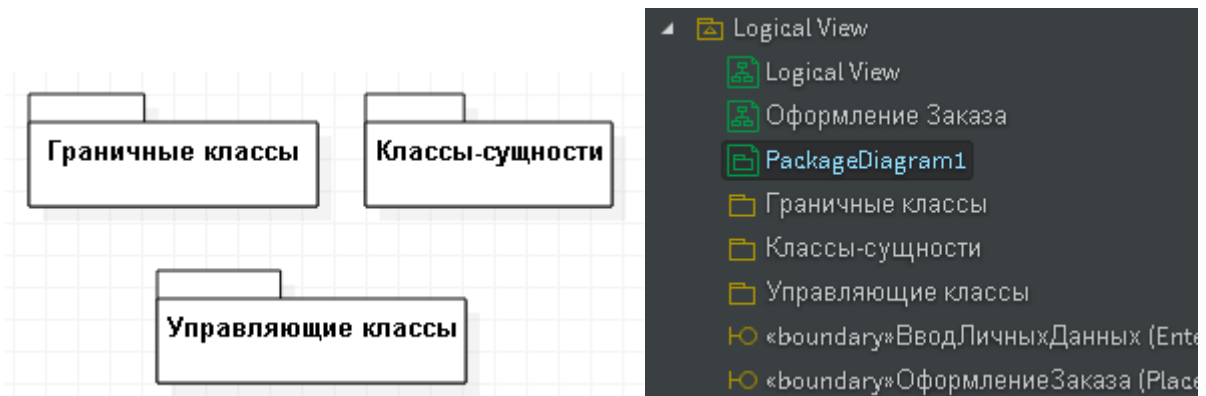 Граничные классы
Классы-сущности
Управляющие классы
Logical View
Logical View
Оформление Заказа
PackageDiagram1
Граничные классы
Классы-сущности
Управляющие классы
«boundary»ВводЛичныхДанных (Ente
«boundary»ОформлениеЗаказа (Place